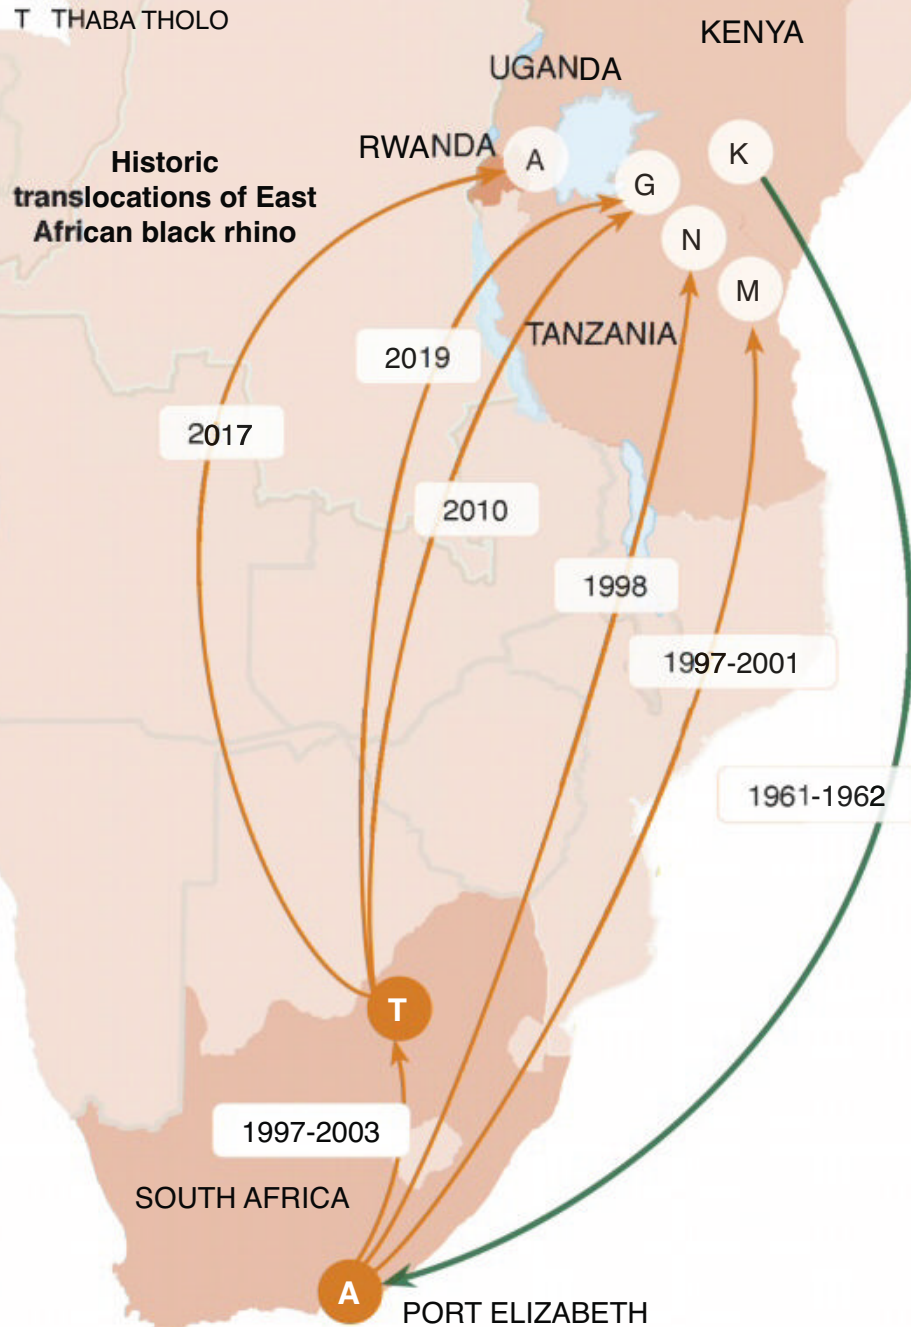 T THABA THOLO
KENYA
UGANDA
RWANDA
A
K
Historic
translocations of East
African black rhino
G
N
M
TANZANIA
2019
2017
2010
1998
1997-2001
1961-1962
T
1997-2003
SOUTH AFRICA
A
PORT ELIZABETH